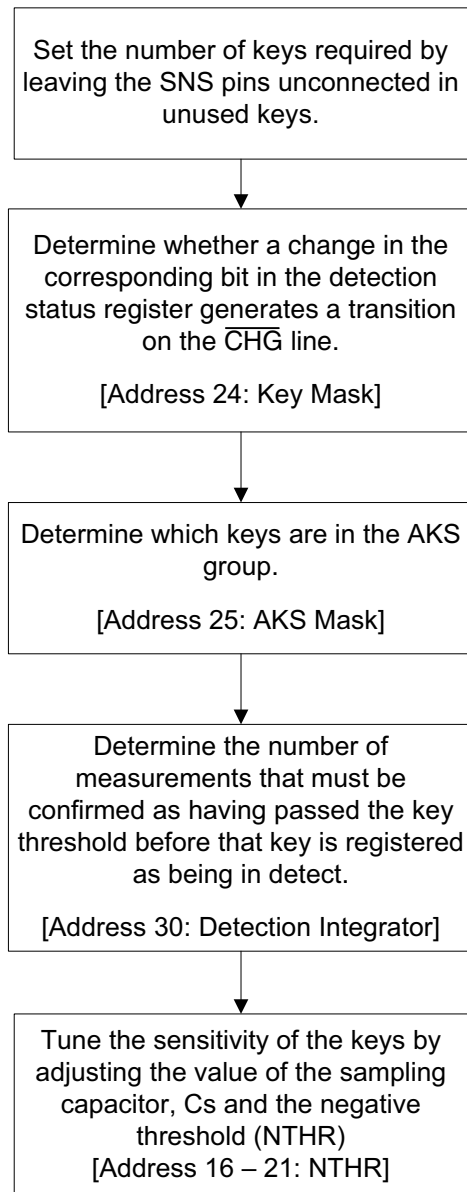 Set the number of keys required by
leaving the SNS pins unconnected in
unused keys.
Determine whether a change in the
corresponding bit in the detection
status register generates a transition
on the CHG line.
[Address 24: Key Mask]
Determine which keys are in the AKS
group.
[Address 25: AKS Mask]
Determine the number of
measurements that must be
confirmed as having passed the key
threshold before that key is registered
as being in detect.
[Address 30: Detection Integrator]
Tune the sensitivity of the keys by
adjusting the value of the sampling
capacitor, Cs and the negative
threshold (NTHR)
[Address 16 – 21: NTHR]